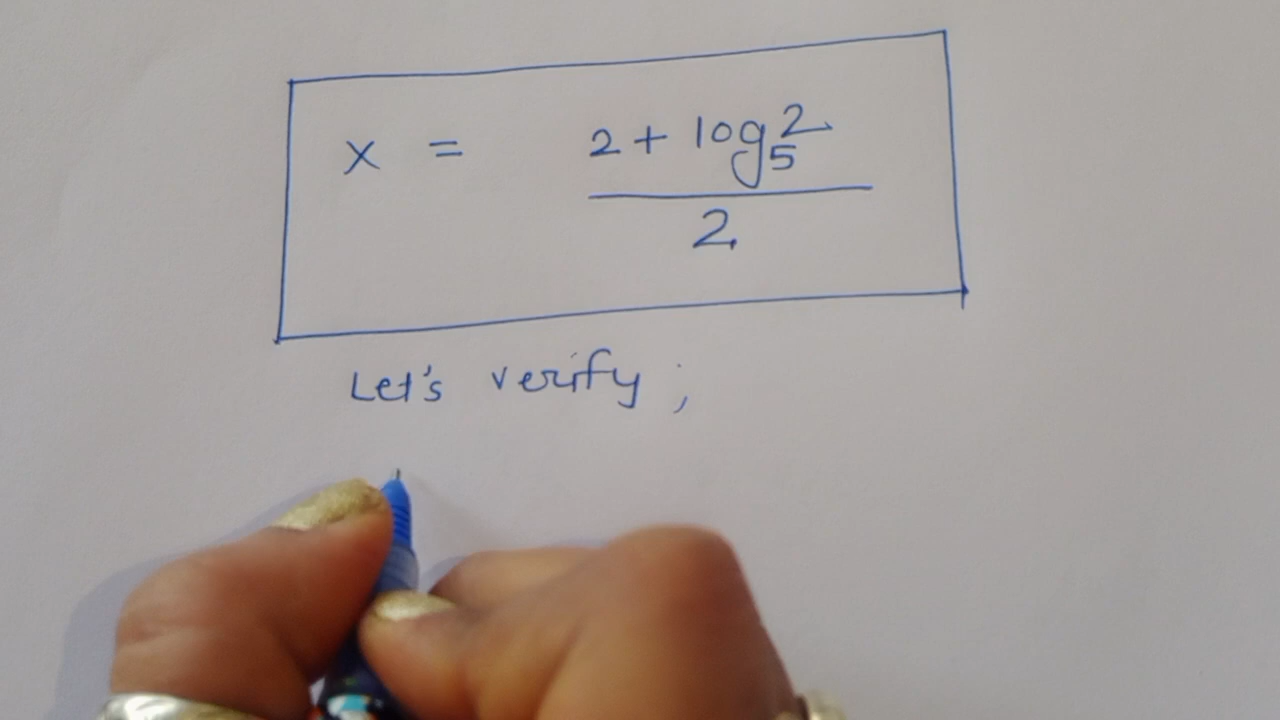 x = 2 + log₅2
2
Let's verify ;